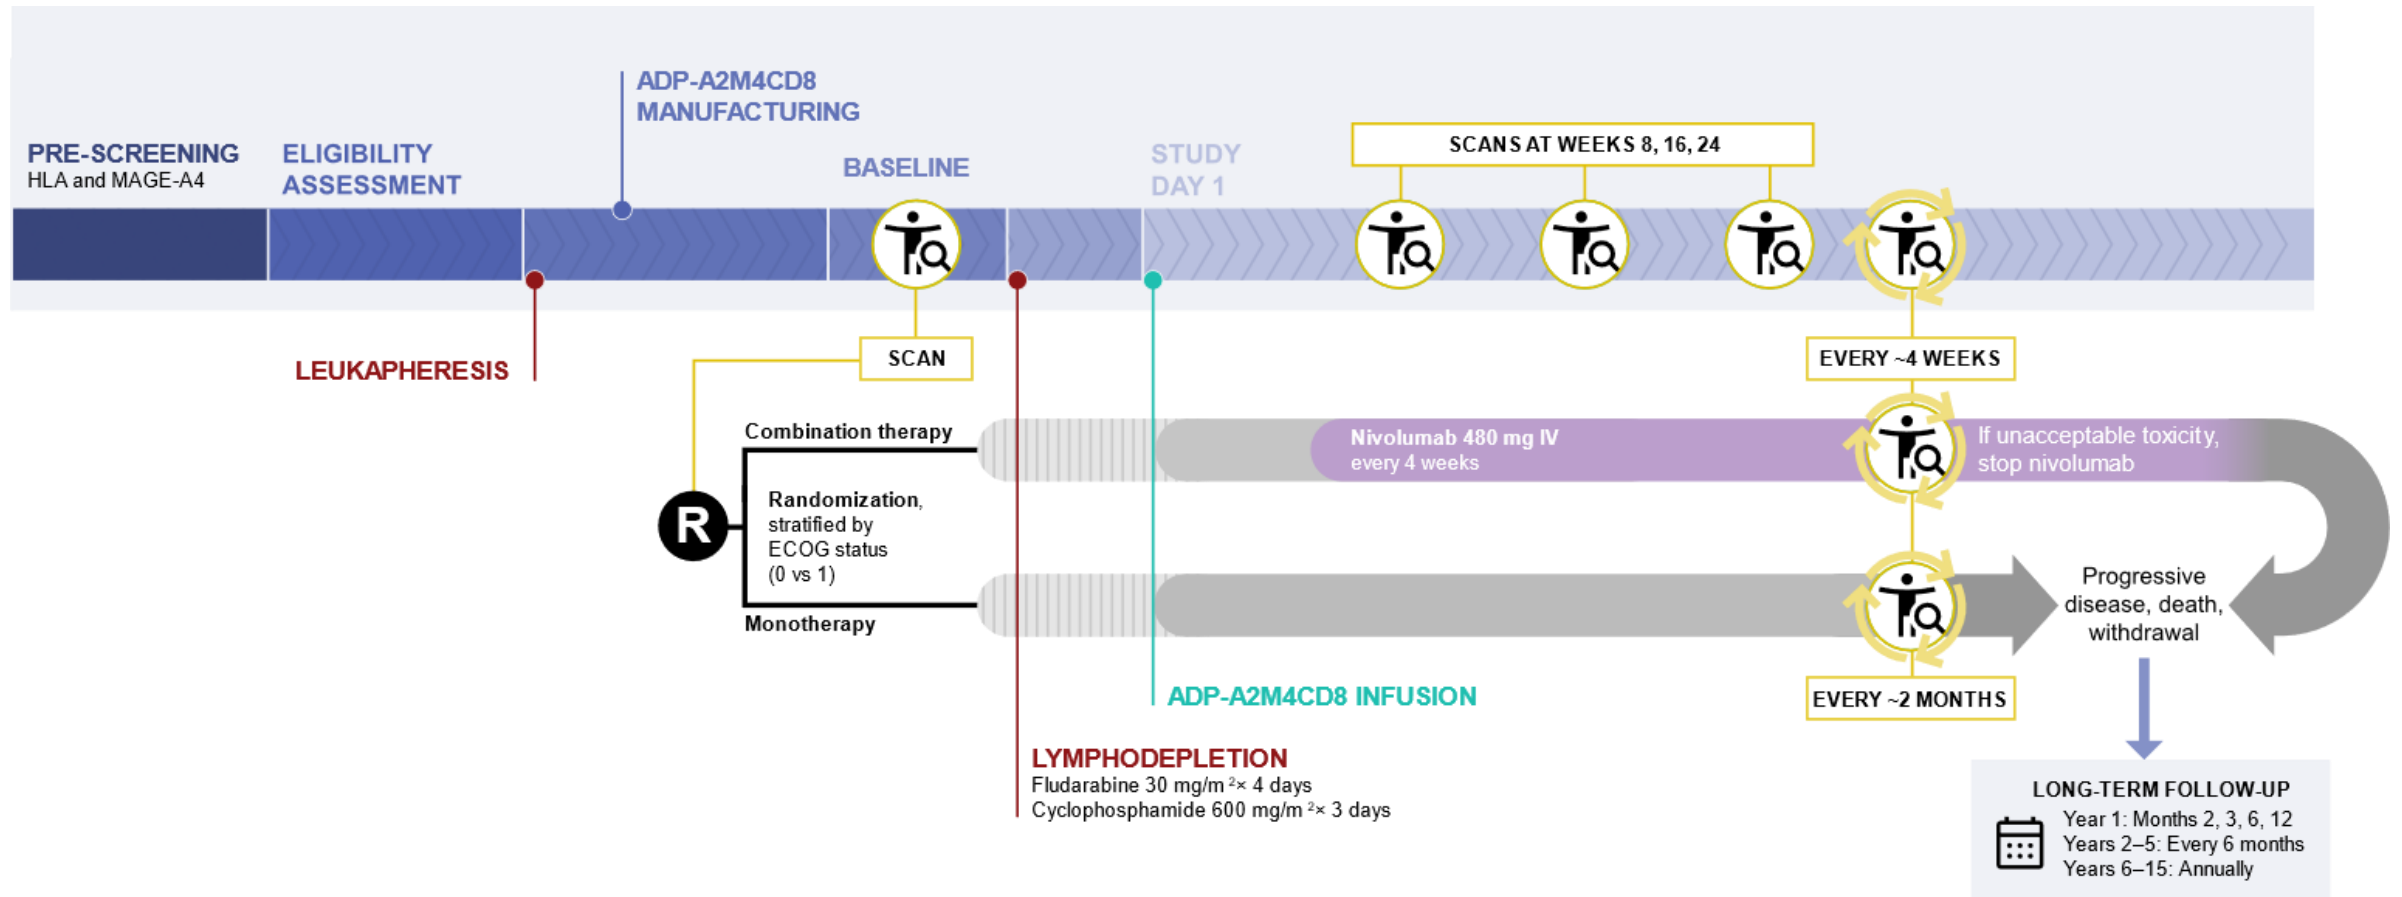 ADP-A2M4CD8
MANUFACTURING
PRE-SCREENING
HLA and MAGE-A4
ELIGIBILITY
ASSESSMENT
BASELINE
STUDY
DAY 1
SCANS AT WEEKS 8, 16, 24
LEUKAPHERESIS
SCAN
EVERY ~4 WEEKS
Combination therapy
Nivolumab 480 mg IV
every 4 weeks
If unacceptable toxicity,
stop nivolumab
R
Randomization,
stratified by
ECOG status
(0 vs 1)
Monotherapy
Progressive
disease, death,
withdrawal
ADP-A2M4CD8 INFUSION
EVERY ~2 MONTHS
LYMPHODEPLETION
Fludarabine 30 mg/m ²× 4 days
Cyclophosphamide 600 mg/m ²× 3 days
LONG-TERM FOLLOW-UP
Year 1: Months 2, 3, 6, 12
Years 2–5: Every 6 months
Years 6–15: Annually